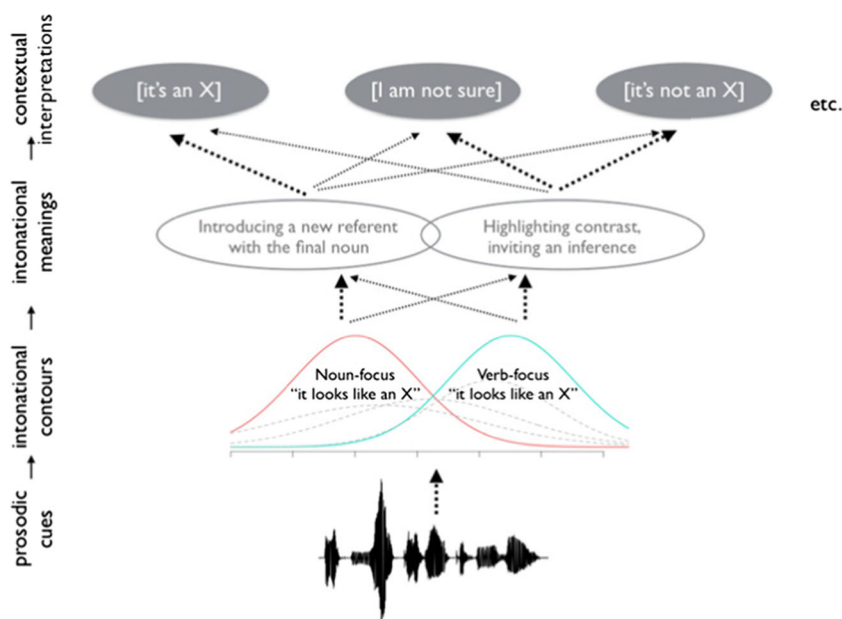 contextual
interpretations
[it's an X]
[I am not sure]
[it's not an X]
etc.
intonational
meanings
Introducing a new referent
with the final noun
Highlighting contrast,
inviting an inference
intonational
contours
Noun-focus
"it looks like an X"
Verb-focus
"it looks like an X"
prosodic
cues